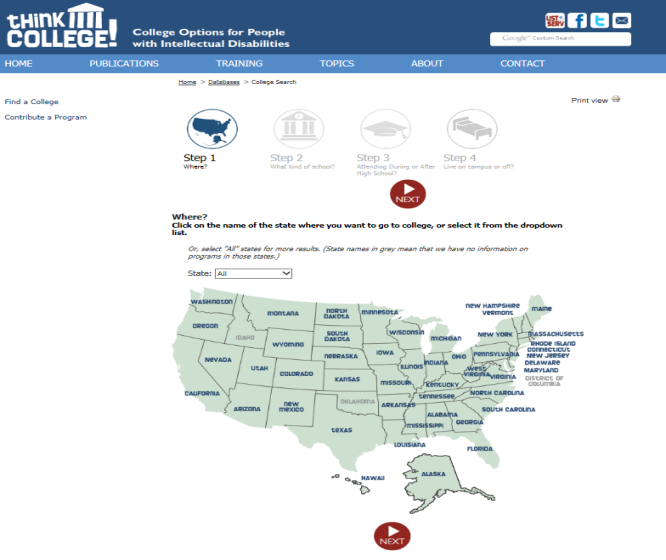 think COLLEGE!
College Options for People
with Intellectual Disabilities
LIST SERV
Google™ Custom Search
HOME PUBLICATIONS TRAINING TOPICS ABOUT CONTACT
Home > Databases > College Search
Find a College
Contribute a Program
Print view
Step 1
Where?
Step 2
What kind of school?
Step 3
Attending During or After
High School?
Step 4
Live on campus or off?
NEXT
Where?
Click on the name of the state where you want to go to college, or select it from the dropdown
list.
Or, select "All" states for more results. (State names in grey mean that we have no information on
programs in those states.)
State: All
WASHINGTON
OREGON
IDAHO
MONTANA
NORTH
DAKOTA
MINNESOTA
SOUTH
DAKOTA
WYOMING
NEBRASKA
NEVADA
UTAH
COLORADO
KANSAS
CALIFORNIA
ARIZONA
NEW
MEXICO
OKLAHOMA
TEXAS
IOWA
MISSOURI
ARKANSAS
LOUISIANA
WISCONSIN
ILLINOIS
MICHIGAN
INDIANA
OHIO
KENTUCKY
TENNESSEE
MISSISSIPPI
ALABAMA
GEORGIA
FLORIDA
SOUTH CAROLINA
NORTH CAROLINA
WEST
VIRGINIA
VIRGINIA
PENNSYLVANIA
NEW YORK
NEW HAMPSHIRE
VERMONT
MAINE
MASSACHUSETTS
RHODE ISLAND
CONNECTICUT
NEW JERSEY
DELAWARE
MARYLAND
DISTRICT OF
COLUMBIA
HAWAII
ALASKA
NEXT